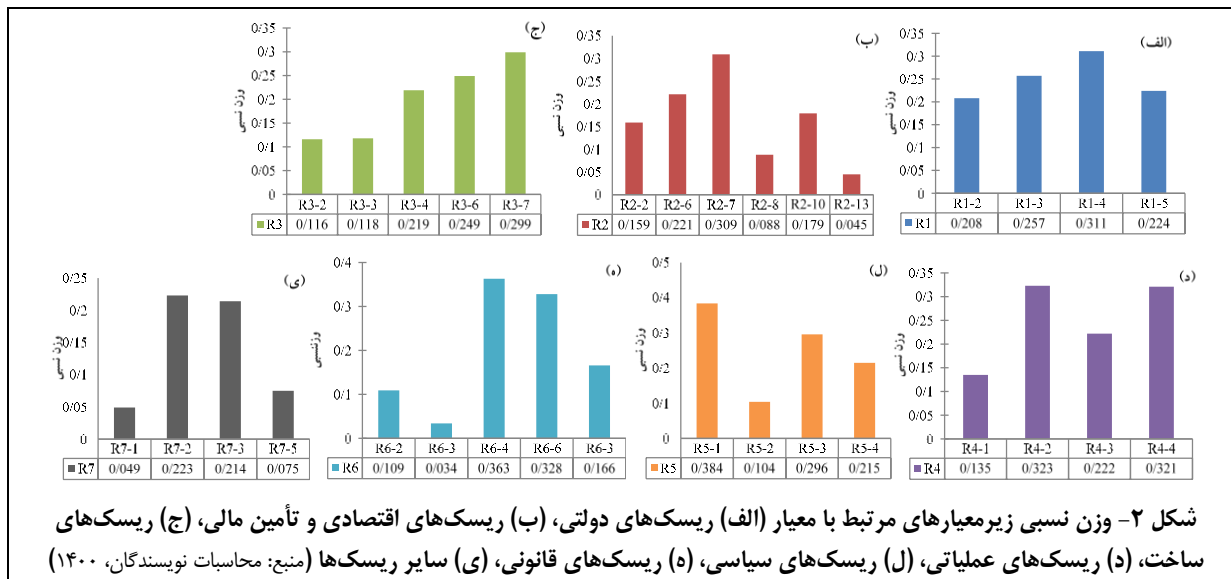 (الف)
وزن نسبی
0/35
0/3
0/25
0/2
0/15
0/1
0/05
0
R1-2 R1-3 R1-4 R1-5
R1 0/208 0/257 0/311 0/224
(ب)
وزن نسبی
0/35
0/3
0/25
0/2
0/15
0/1
0/05
0
R2-2 R2-6 R2-7 R2-8 R2-10 R2-13
R2 0/159 0/221 0/309 0/088 0/179 0/045
(ج)
وزن نسبی
0/35
0/3
0/25
0/2
0/15
0/1
0/05
0
R3-2 R3-3 R3-4 R3-6 R3-7
R3 0/116 0/118 0/219 0/249 0/299
(د)
وزن نسبی
0/35
0/3
0/25
0/2
0/15
0/1
0/05
0
R4-1 R4-2 R4-3 R4-4
R4 0/135 0/323 0/222 0/321
(ل)
وزن نسبی
0/5
0/4
0/3
0/2
0/1
0
R5-1 R5-2 R5-3 R5-4
R5 0/384 0/104 0/296 0/215
(ه)
وزن‌نسبی
0/4
0/3
0/2
0/1
0
R6-2 R6-3 R6-4 R6-6 R6-3
R6 0/109 0/034 0/363 0/328 0/166
(ی)
وزن نسبی
0/25
0/2
0/15
0/1
0/05
0
R7-1 R7-2 R7-3 R7-5
R7 0/049 0/223 0/214 0/075
شکل ۲- وزن نسبی زیرمعیارهای مرتبط با معیار (الف) ریسک‌های دولتی، (ب) ریسک‌های اقتصادی و تأمین مالی، (ج) ریسک‌های
ساخت، (د) ریسک‌های عملیاتی، (ل) ریسک‌های سیاسی، (ه) ریسک‌های قانونی، (ی) سایر ریسک‌ها (منبع: محاسبات نویسندگان، ۱۴۰۰)